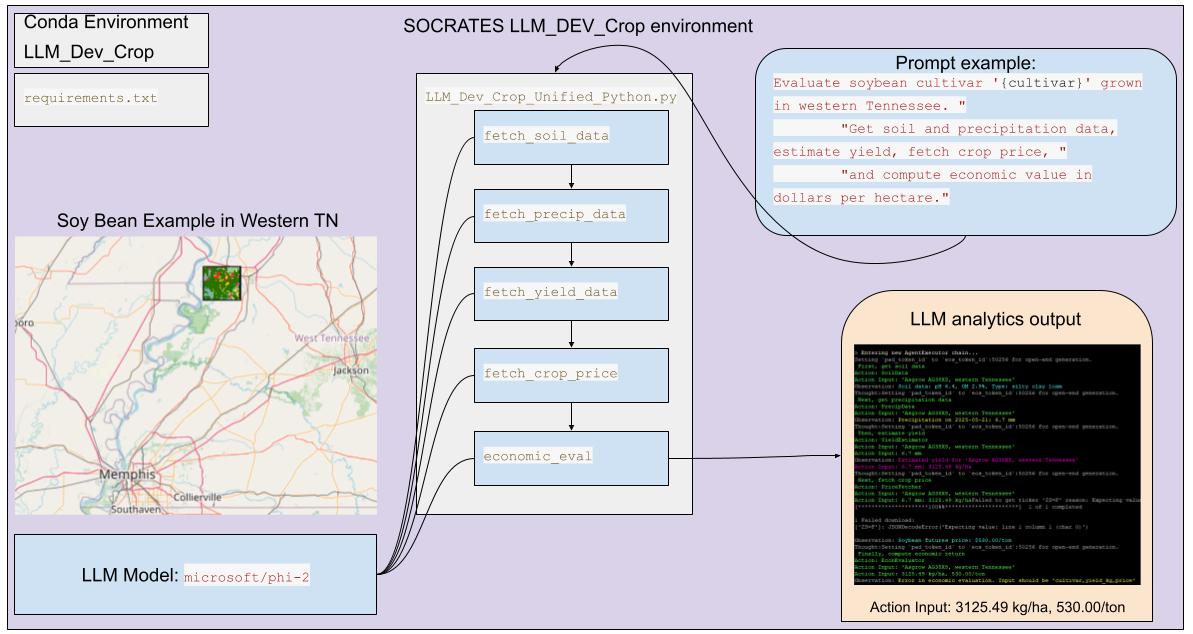 Conda Environment
LLM_Dev_Crop
SOCRATES LLM_DEV_Crop environment
requirements.txt
LLM_Dev_Crop_Unified_Python.py
fetch_soil_data
fetch_precip_data
fetch_yield_data
fetch_crop_price
economic_eval
Prompt example:
Evaluate soybean cultivar '{cultivar}' grown
in western Tennessee. "
"Get soil and precipitation data,
estimate yield, fetch crop price, "
"and compute economic value in
dollars per hectare."
Soy Bean Example in Western TN
boro
West Tennessee
Jackson
Memphis
Collierville
Southaven
LLM Model: microsoft/phi-2
LLM analytics output
> Entering new AgentExecutor chain...
Setting `pad_token_id` to `eos_token_id`:50256 for open-end generation.
First, get soil data
Action: SoilData
Action Input: 'Asgrow AG38X8, western Tennessee'
Observation: Soil data: pH 6.4, OM 2.9%, Type: silty clay loam
Thought:Setting `pad_token_id` to `eos_token_id`:50256 for open-end generation.
Next, get precipitation data
Action: PrecipData
Action Input: 'Asgrow AG38X8, western Tennessee'
Observation: Precipitation on 2025-05-21: 6.7 mm
Thought:Setting `pad_token_id` to `eos_token_id`:50256 for open-end generation.
Then, estimate yield
Action: YieldEstimator
Action Input: 'Asgrow AG38X8, western Tennessee'
Action Input: 6.7 mm
Observation: Estimated yield for 'Asgrow AG38X8, western Tennessee'
Action Input: 6.7 mm: 3125.49 kg/ha
Thought:Setting `pad_token_id` to `eos_token_id`:50256 for open-end generation.
Next, fetch crop price
Action: PriceFetcher
Action Input: 'Asgrow AG38X8, western Tennessee'
Action Input: 6.7 mm: 3125.49 kg/haFailed to get ticker 'ZS=F' reason: Expecting value
1 of 1 completed
1 Failed download:
['ZS=F']: JSONDecodeError('Expecting value: line 1 column 1 (char 0)')
Observation: Soybean futures price: $530.00/ton
Thought:Setting `pad_token_id` to `eos_token_id`:50256 for open-end generation.
Finally, compute economic return
Action: EconEvaluator
Action Input: 'Asgrow AG38X8, western Tennessee'
Action Input: 3125.49 kg/ha, 530.00/ton
Observation: Error in economic evaluation. Input should be 'cultivar,yield_kg,price'
Action Input: 3125.49 kg/ha, 530.00/ton